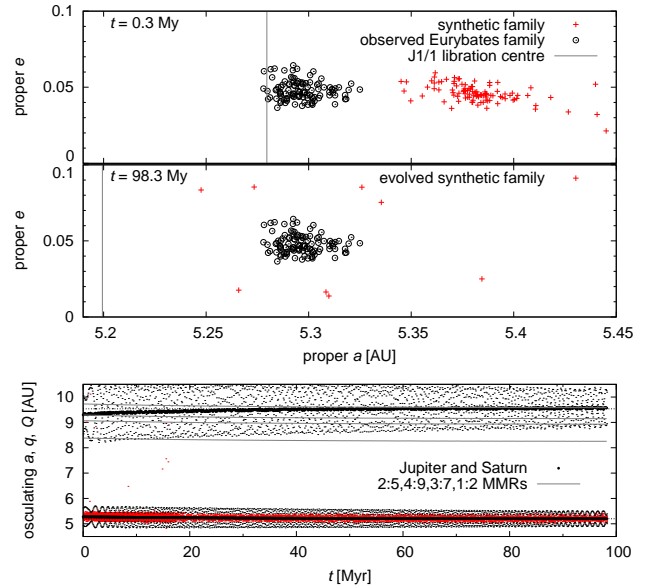 0.1
t = 0.3 My
synthetic family
observed Eurybates family
J1/1 libration centre
proper e
0.05
0
0.1
t = 98.3 My
evolved synthetic family
proper e
0.05
0
5.2 5.25 5.3 5.35 5.4 5.45
proper a [AU]
osculating a, q, Q [AU]
10
9
8
7
6
5
Jupiter and Saturn
2:5,4:9,3:7,1:2 MMRs
0 20 40 60 80 100
t [Myr]